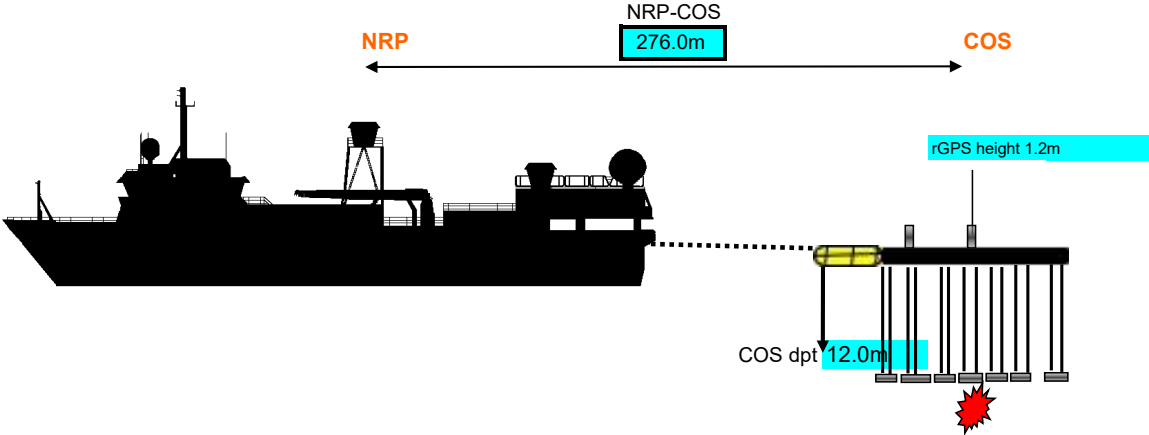 NRP-COS
NRP
276.0m
COS
rGPS height 1.2m
COS dpt 12.0m